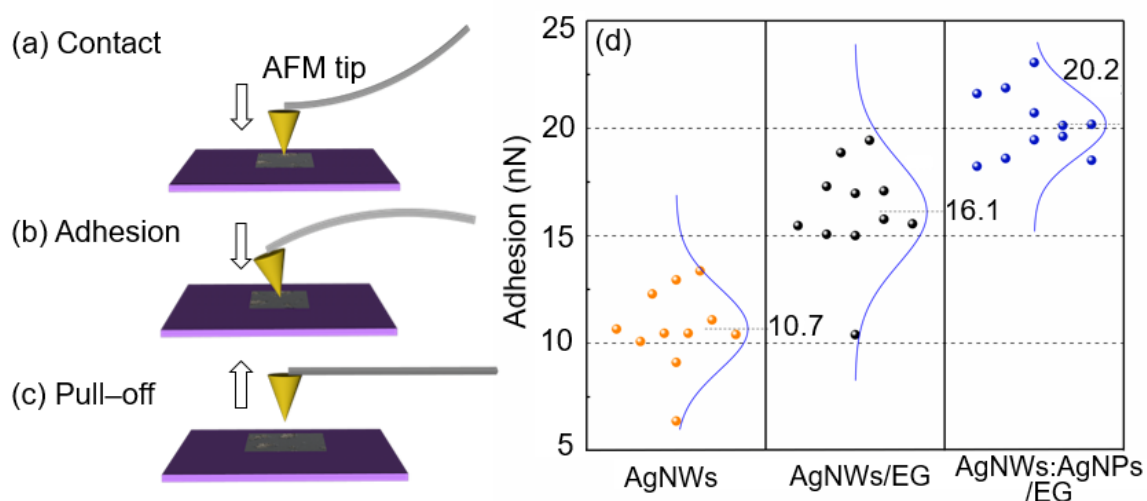 (a) Contact
AFM tip
(b) Adhesion
(c) Pull–off
(d)
Adhesion (nN)
25
20
15
10
5
10.7
16.1
20.2
AgNWs
AgNWs/EG
AgNWs:AgNPs
/EG